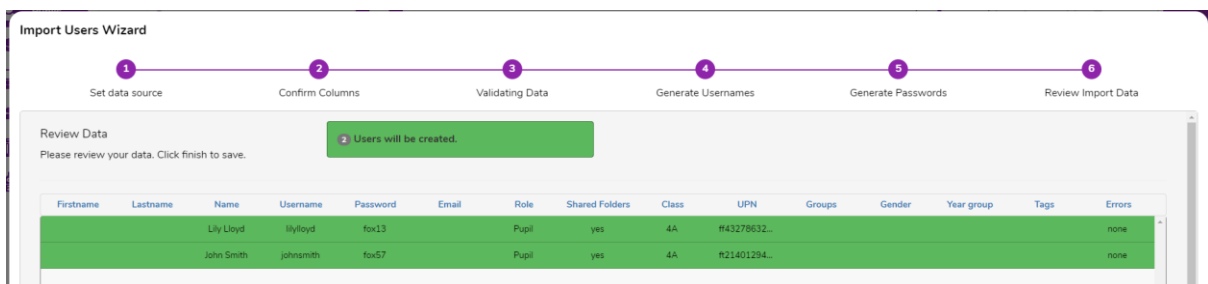 Import Users Wizard
1 2 3 4 5 6
Set data source Confirm Columns Validating Data Generate Usernames Generate Passwords Review Import Data
Review Data
2 Users will be created.
Please review your data. Click finish to save.
Firstname Lastname Name Username Password Email Role Shared Folders Class UPN Groups Gender Year group Tags Errors
Lily Lloyd lilylloyd fox13 Pupil yes 4A ff43278632... none
John Smith johnsmith fox57 Pupil yes 4A ft21401294... none